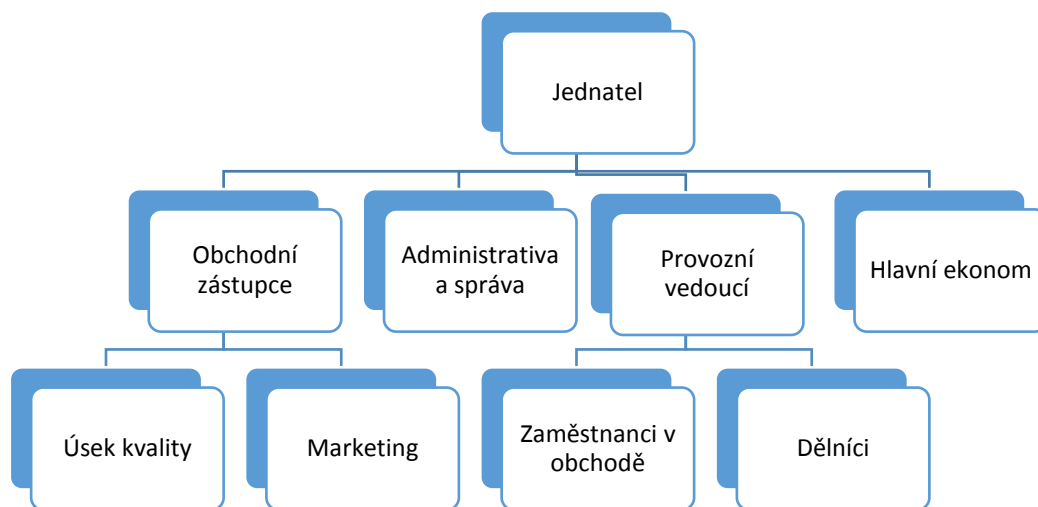 Jednatel
Obchodní
zástupce
Administrativa
a správa
Provozní
vedoucí
Hlavní ekonom
Úsek kvality
Marketing
Zaměstnanci v
obchodě
Dělníci